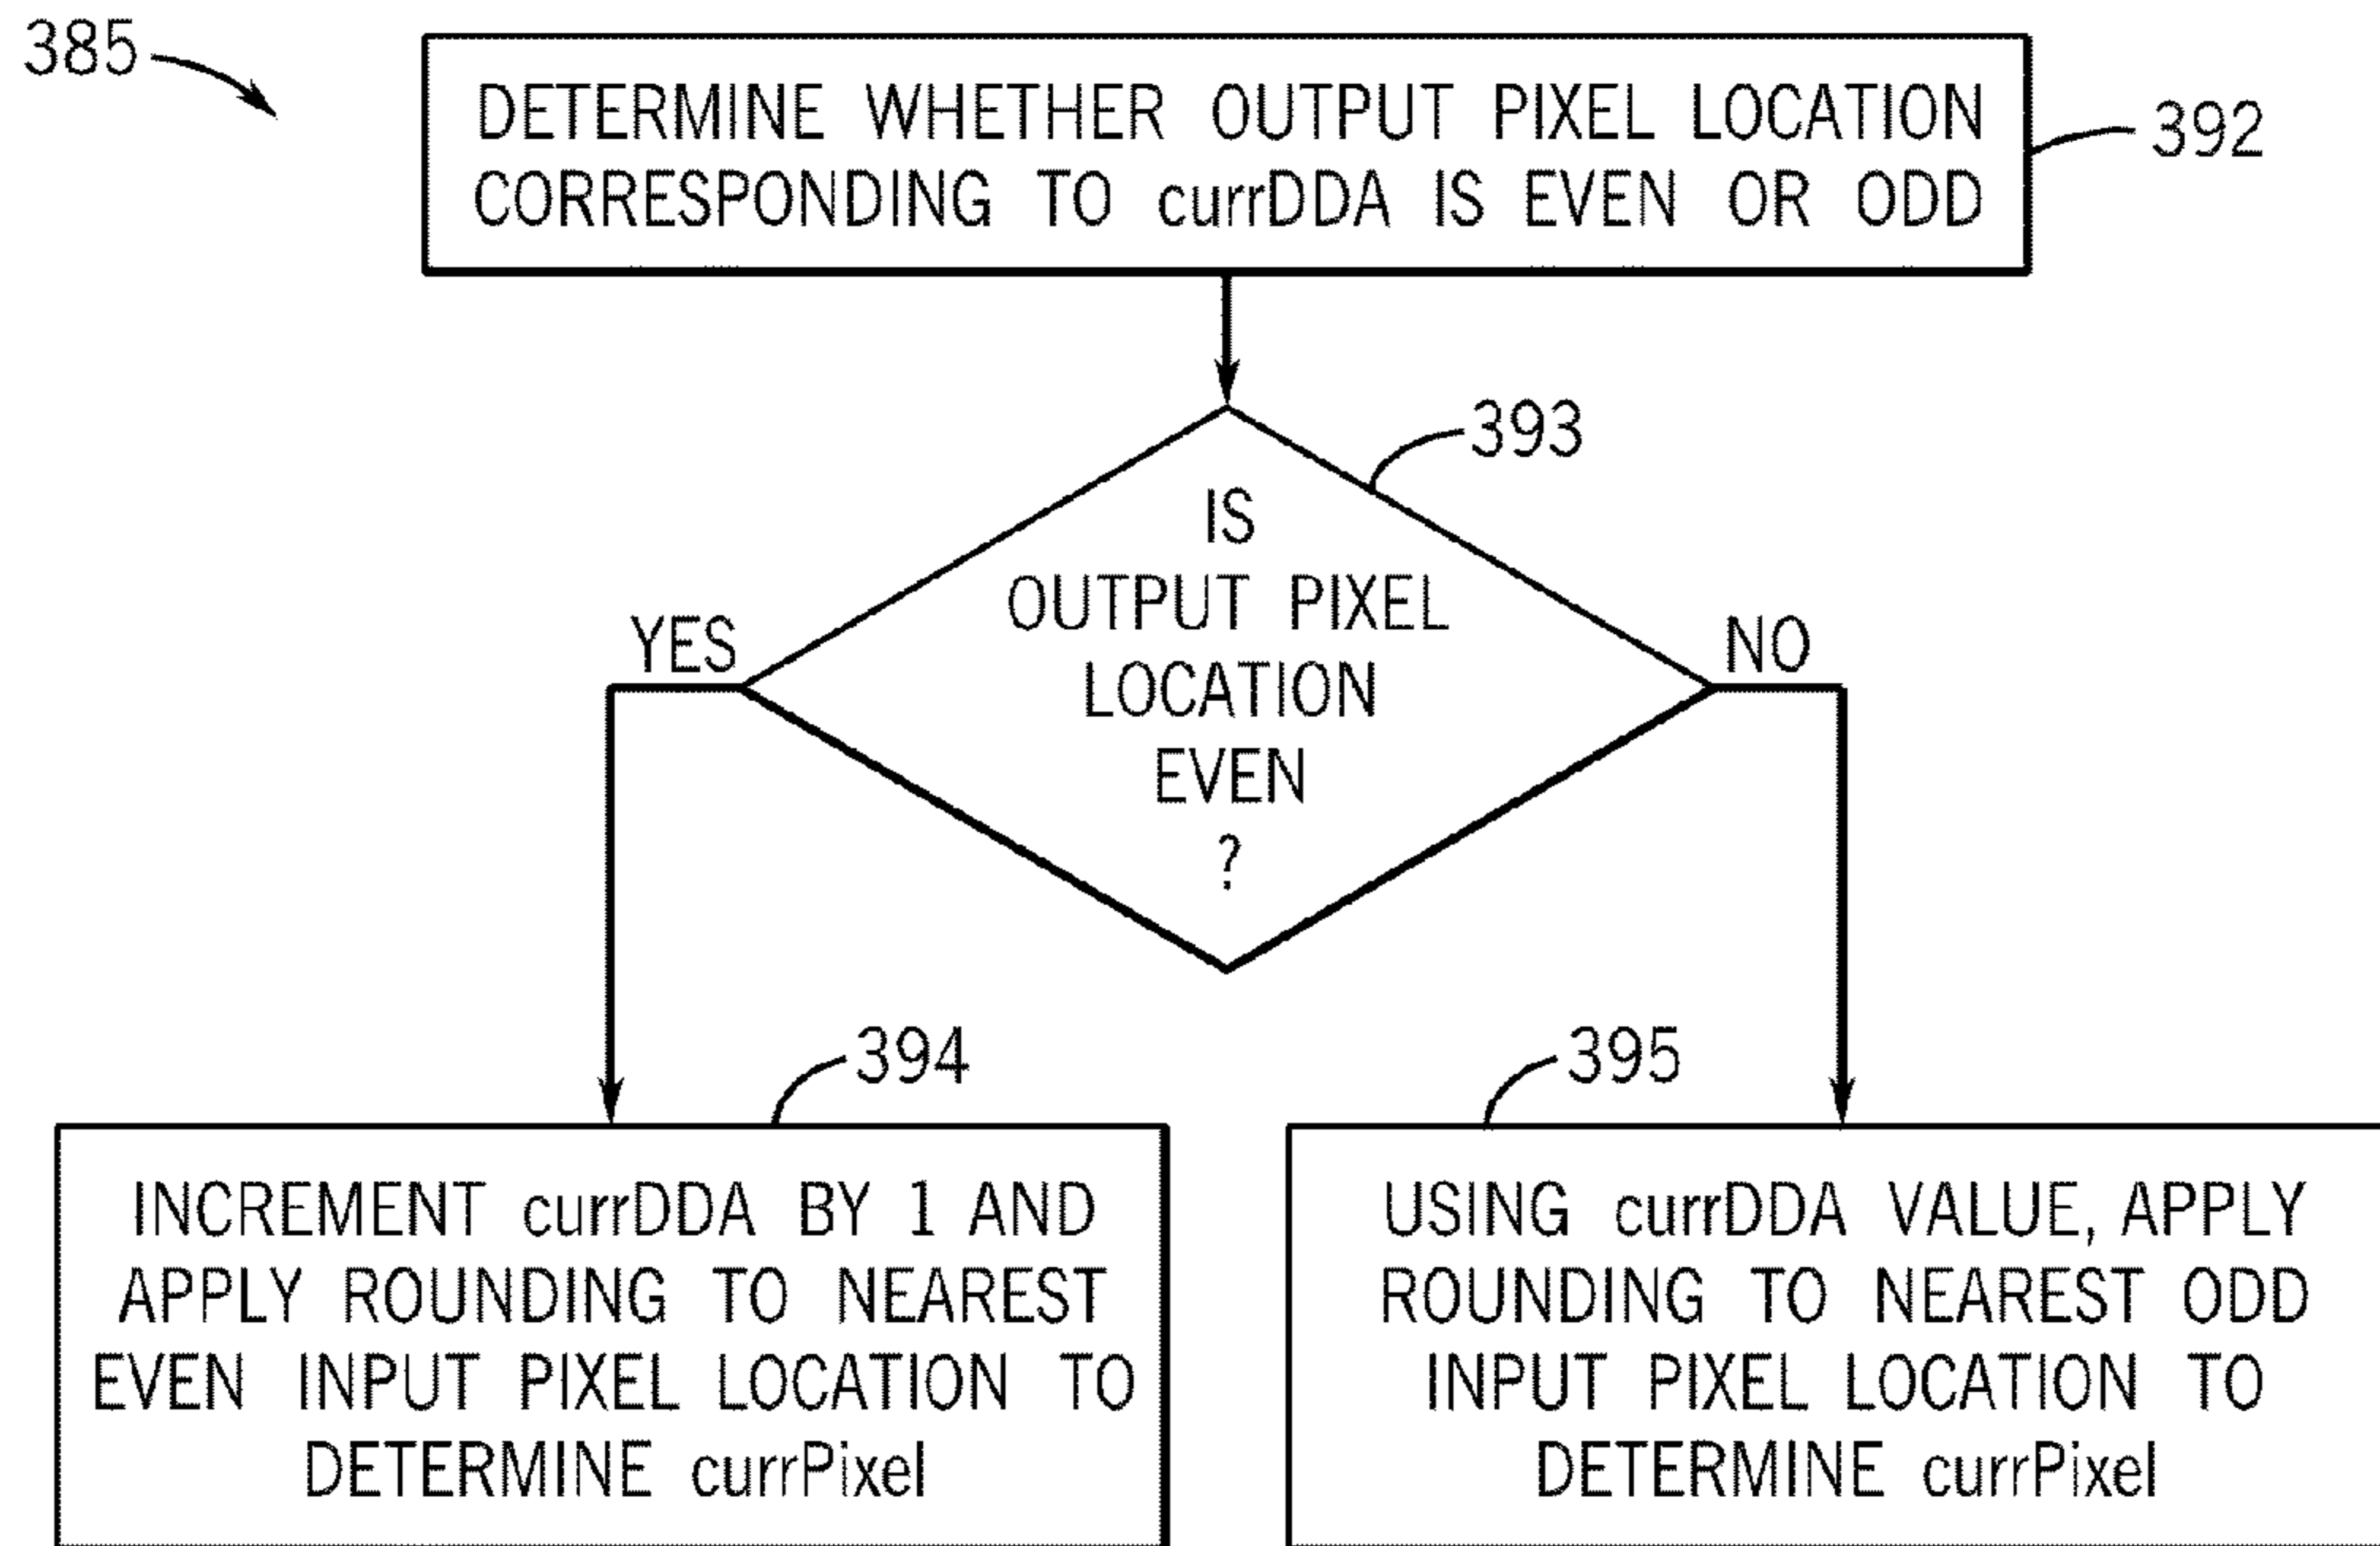 385
DETERMINE WHETHER OUTPUT PIXEL LOCATION
CORRESPONDING TO currDDA IS EVEN OR ODD
392
393
IS
OUTPUT PIXEL
LOCATION
EVEN
?
YES
NO
394
395
INCREMENT currDDA BY 1 AND
APPLY ROUNDING TO NEAREST
EVEN INPUT PIXEL LOCATION TO
DETERMINE currPixel
USING currDDA VALUE, APPLY
ROUNDING TO NEAREST ODD
INPUT PIXEL LOCATION TO
DETERMINE currPixel